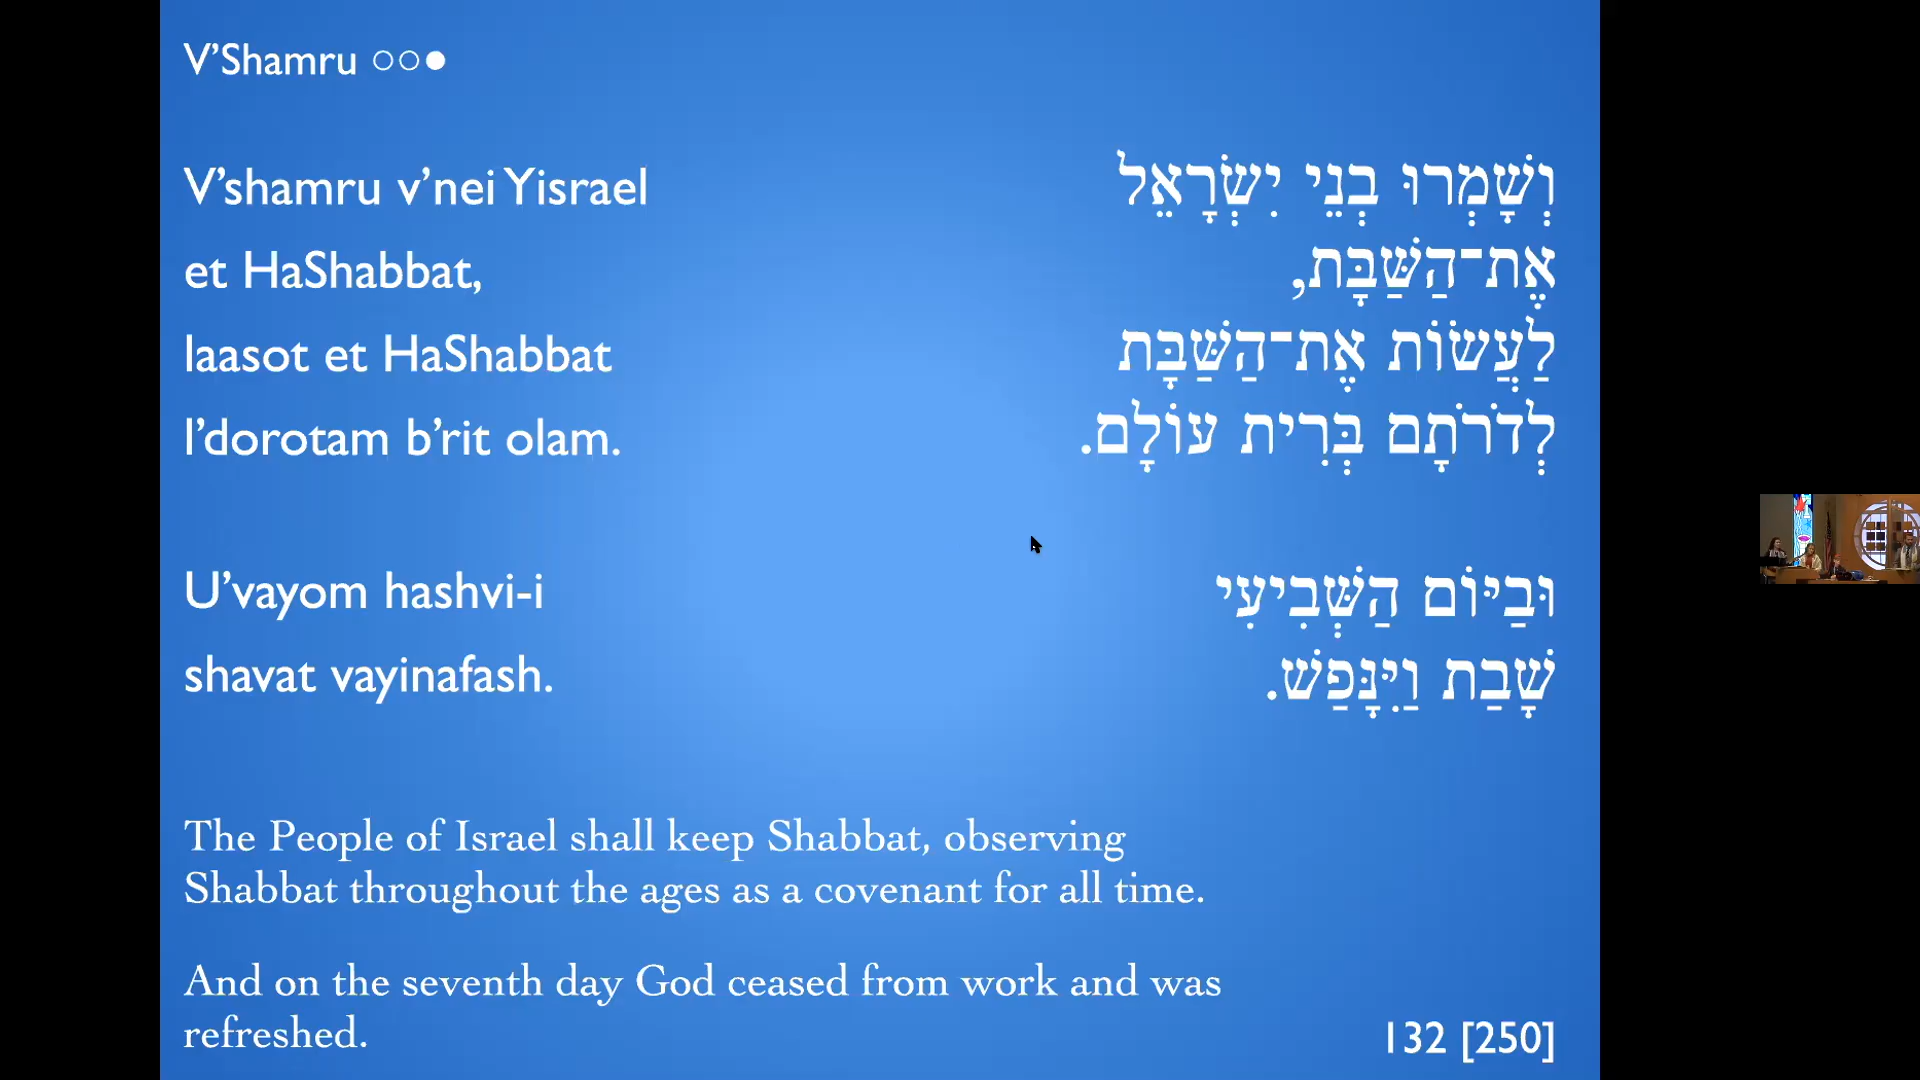 V'Shamru ○○●
V'shamru v'nei Yisrael
et HaShabbat,
laasot et HaShabbat
l'dorotam b'rit olam.
U'vayom hashvi-i
shavat vayinafash.
וְשָׁמְרוּ בְנֵי יִשְׂרָאֵל
אֶת־הַשַּׁבָּת,
לַעֲשׂוֹת אֶת־הַשַּׁבָּת
לְדֹרֹתָם בְּרִית עוֹלָם.
וּבַיּוֹם הַשְּׁבִיעִי
שָׁבַת וַיִּנָּפַשׁ.
The People of Israel shall keep Shabbat, observing
Shabbat throughout the ages as a covenant for all time.
And on the seventh day God ceased from work and was
refreshed.
132 [250]